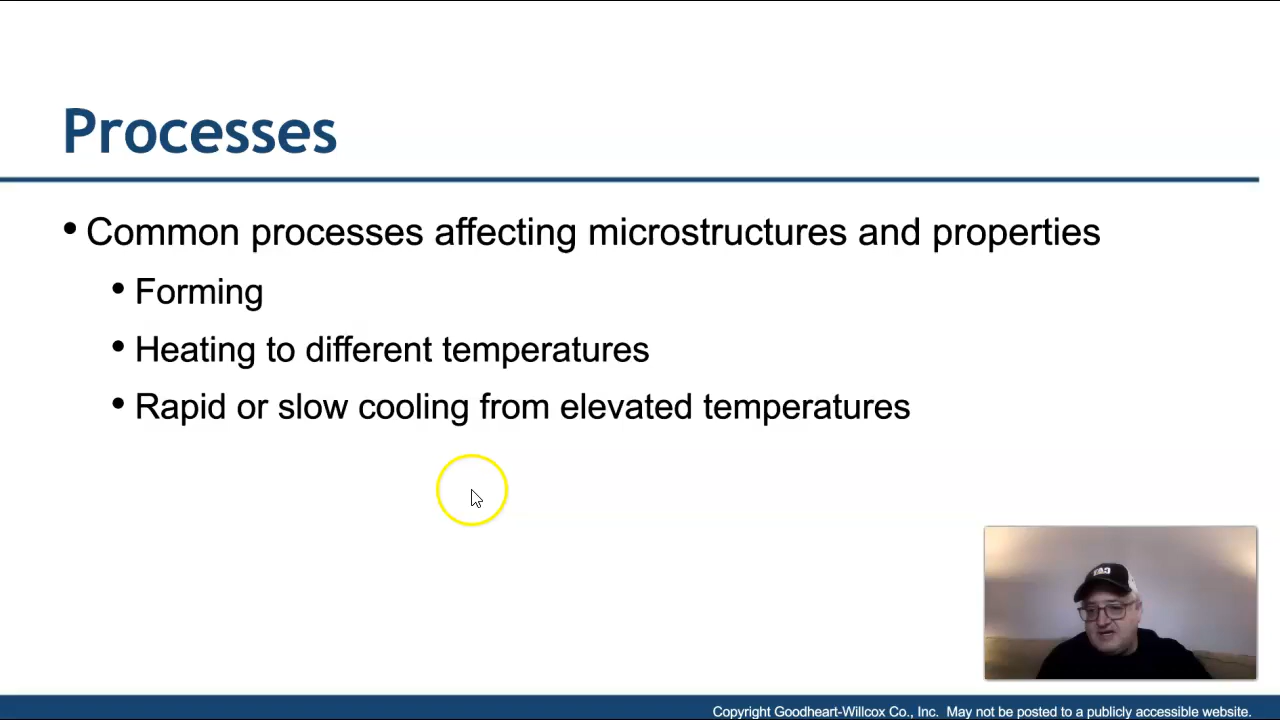 Processes
• Common processes affecting microstructures and properties
• Forming
• Heating to different temperatures
• Rapid or slow cooling from elevated temperatures
Copyright Goodheart-Willcox Co., Inc. May not be posted to a publicly accessible website.